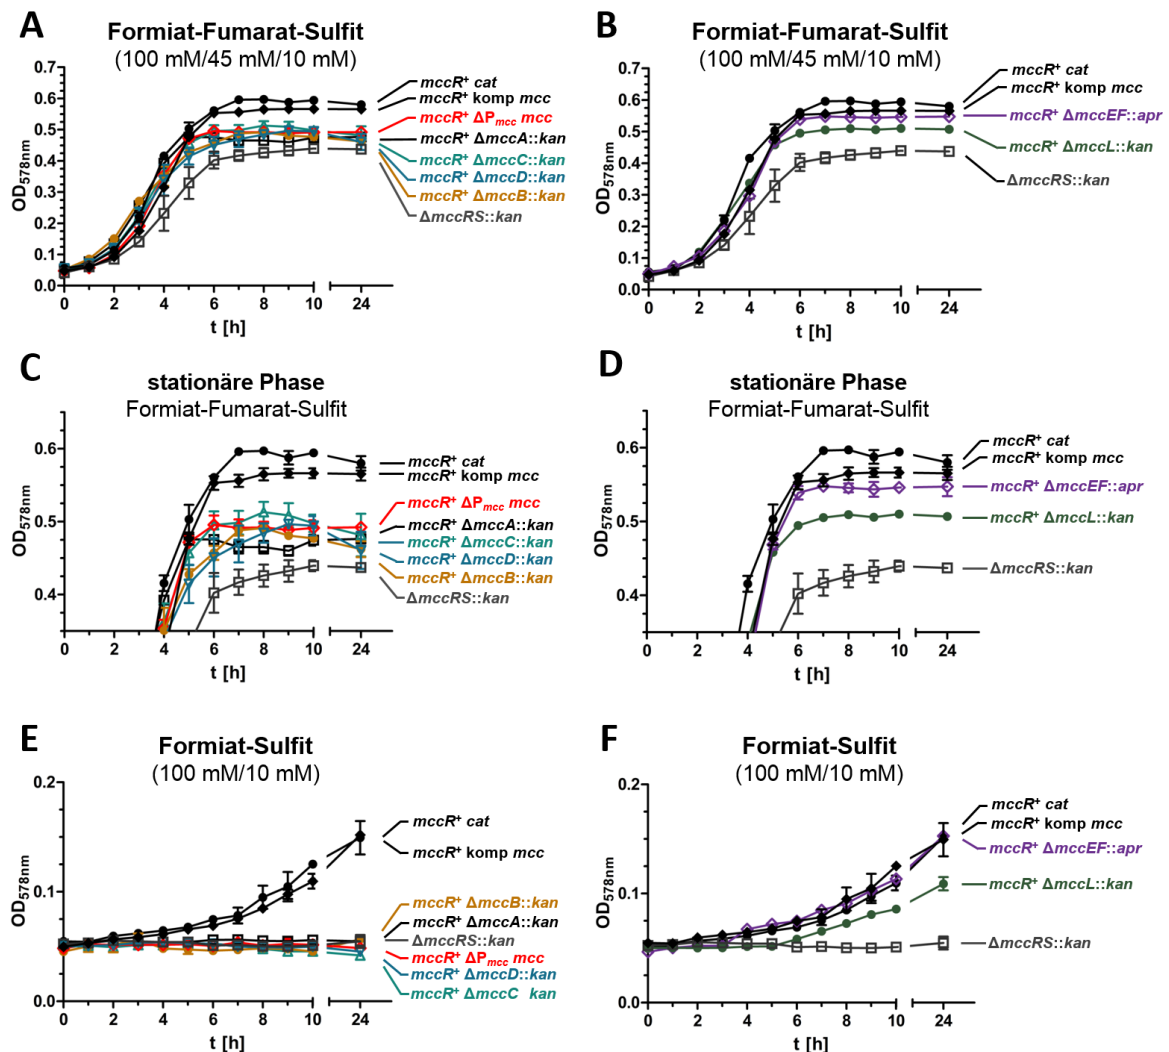 A
Formiat-Fumarat-Sulfit
(100 mM/45 mM/10 mM)
OD578nm
0.7
0.6
0.5
0.4
0.3
0.2
0.1
0.0
0 2 4 6 8 10 24
t [h]
mccR+ cat
mccR+ komp mcc
mccR+ ΔPmcc mcc
mccR+ ΔmccA::kan
mccR+ ΔmccC::kan
mccR+ ΔmccD::kan
mccR+ ΔmccB::kan
ΔmccRS::kan
B
Formiat-Fumarat-Sulfit
(100 mM/45 mM/10 mM)
OD578nm
0.7
0.6
0.5
0.4
0.3
0.2
0.1
0.0
0 2 4 6 8 10 24
t [h]
mccR+ cat
mccR+ komp mcc
mccR+ ΔmccEF::apr
mccR+ ΔmccL::kan
ΔmccRS::kan
C
stationäre Phase
Formiat-Fumarat-Sulfit
OD578nm
0.6
0.5
0.4
0 2 4 6 8 10 24
t [h]
mccR+ cat
mccR+ komp mcc
mccR+ ΔPmcc mcc
mccR+ ΔmccA::kan
mccR+ ΔmccC::kan
mccR+ ΔmccD::kan
mccR+ ΔmccB::kan
ΔmccRS::kan
D
stationäre Phase
Formiat-Fumarat-Sulfit
OD578nm
0.6
0.5
0.4
0 2 4 6 8 10 24
t [h]
mccR+ cat
mccR+ komp mcc
mccR+ ΔmccEF::apr
mccR+ ΔmccL::kan
ΔmccRS::kan
E
Formiat-Sulfit
(100 mM/10 mM)
OD578nm
0.2
0.1
0.0
0 2 4 6 8 10 24
t [h]
mccR+ cat
mccR+ komp mcc
mccR+ ΔmccB::kan
mccR+ ΔmccA::kan
ΔmccRS::kan
mccR+ ΔPmcc mcc
mccR+ ΔmccD::kan
mccR+ ΔmccC kan
F
Formiat-Sulfit
(100 mM/10 mM)
OD578nm
0.2
0.1
0.0
0 2 4 6 8 10 24
t [h]
mccR+ cat
mccR+ komp mcc
mccR+ ΔmccEF::apr
mccR+ ΔmccL::kan
ΔmccRS::kan